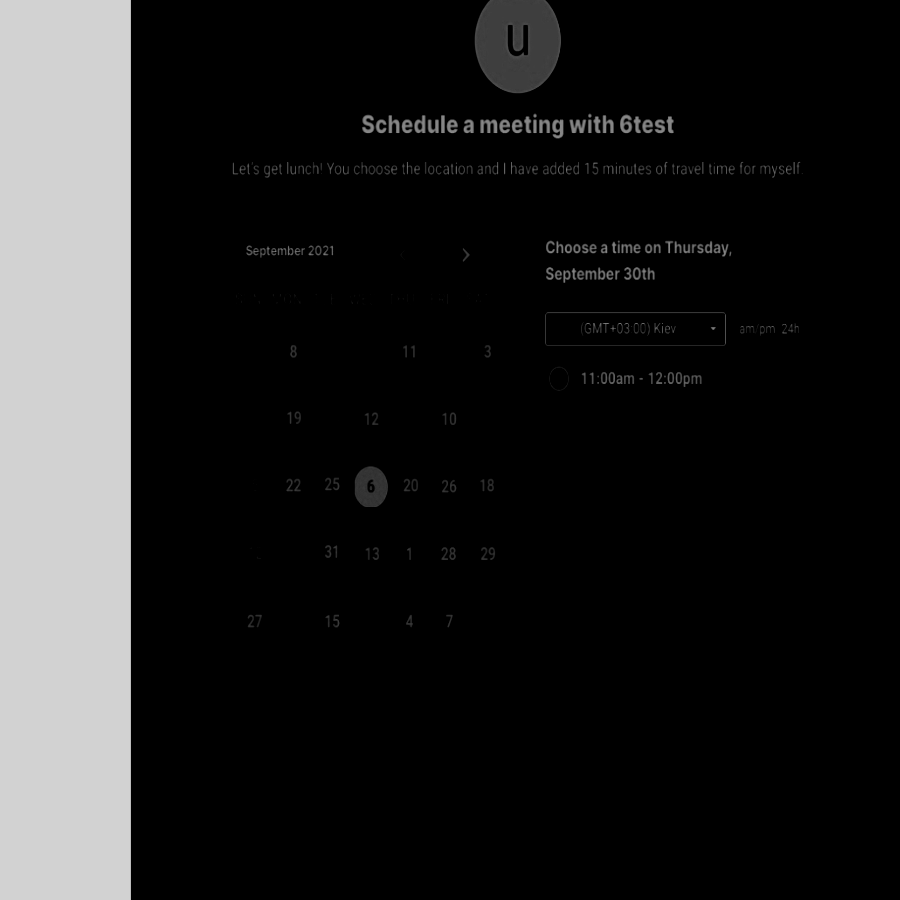 u
Schedule a meeting with 6test
Let's get lunch! You choose the location and I have added 15 minutes of travel time for myself.
September 2021
Choose a time on Thursday,
September 30th
(GMT+03:00) Kiev am/pm 24h
11:00am - 12:00pm
8 11 3
19 12 10
22 25 6 20 26 18
31 13 1 28 29
27 15 4 7